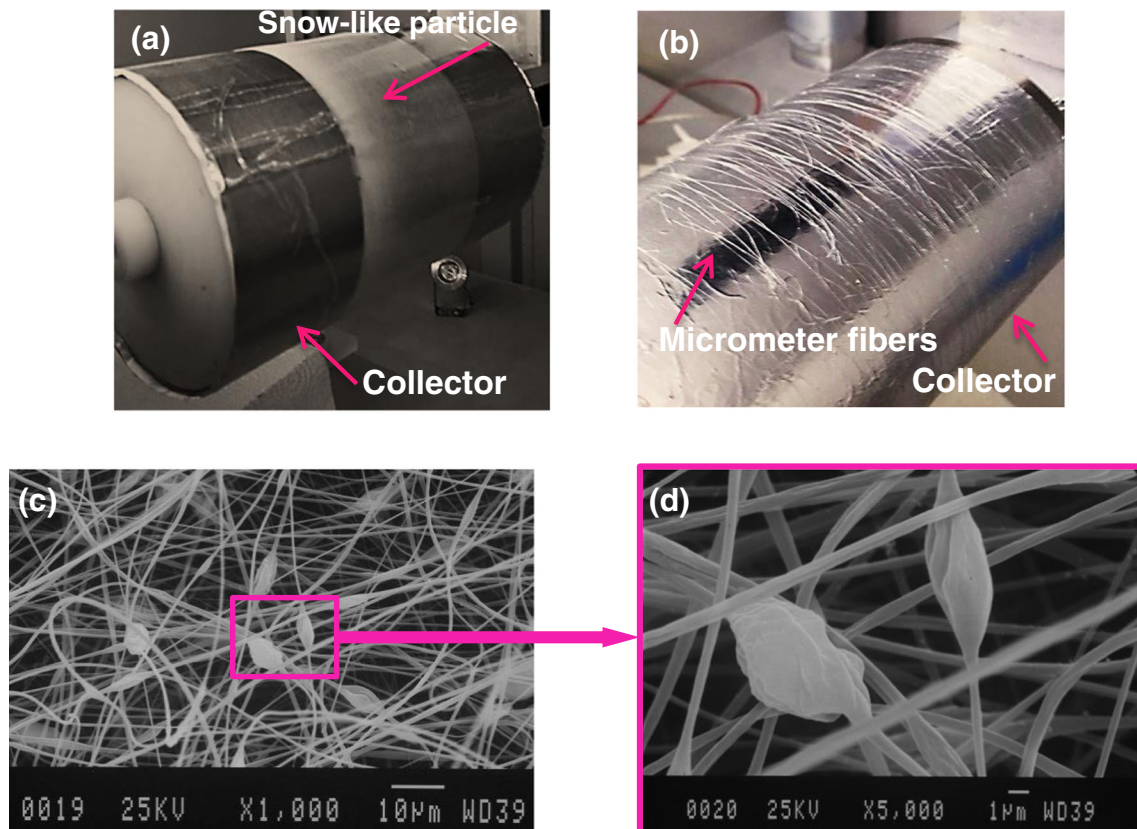 (a)
Snow-like particle
Collector
(b)
Micrometer fibers
Collector
(c)
0019 25KV X1,000 10μm WD39
(d)
0020 25KV X5,000 1μm WD39